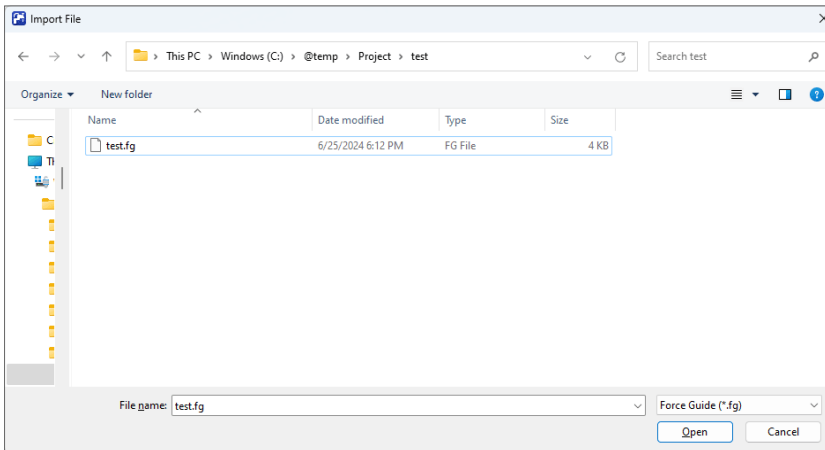 Import File
This PC > Windows (C:) > @temp > Project > test
Search test
Organize
New folder
Name Date modified Type Size
test.fg 6/25/2024 6:12 PM FG File 4 KB
C
File name: test.fg
Force Guide (*.fg)
Open Cancel